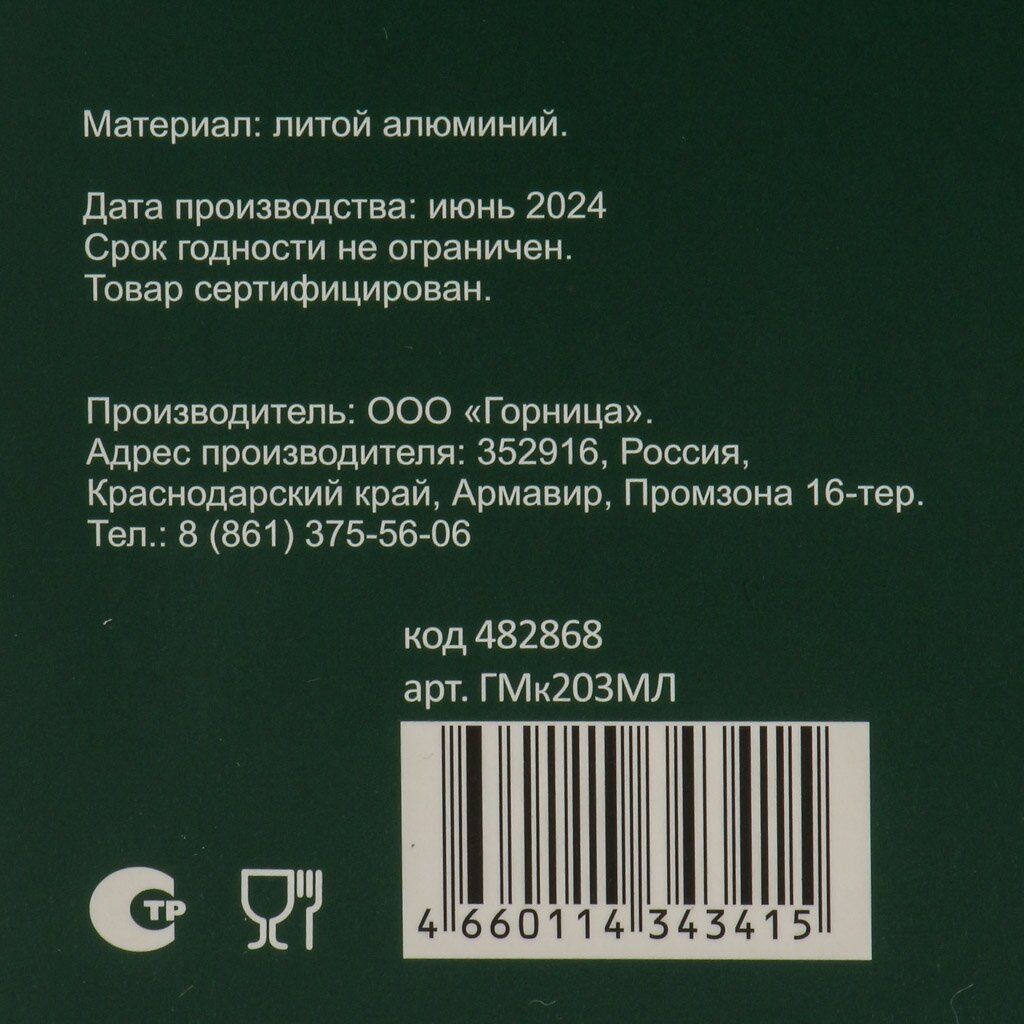 Материал: литой алюминий.
Дата производства: июнь 2024
Срок годности не ограничен.
Товар сертифицирован.
Производитель: ООО «Горница».
Адрес производителя: 352916, Россия,
Краснодарский край, Армавир, Промзона 16-тер.
Тел.: 8 (861) 375-56-06
код 482868
арт. ГМк203МЛ
4 660114 343415
СТР